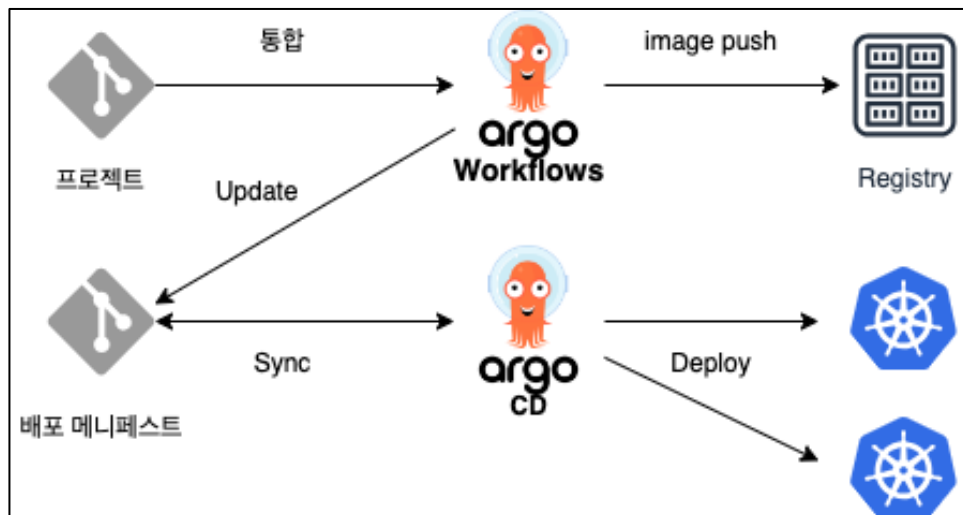 통합
image push
argo
Workflows
프로젝트
Update
Registry
Sync
argo
CD
Deploy
배포 메니페스트